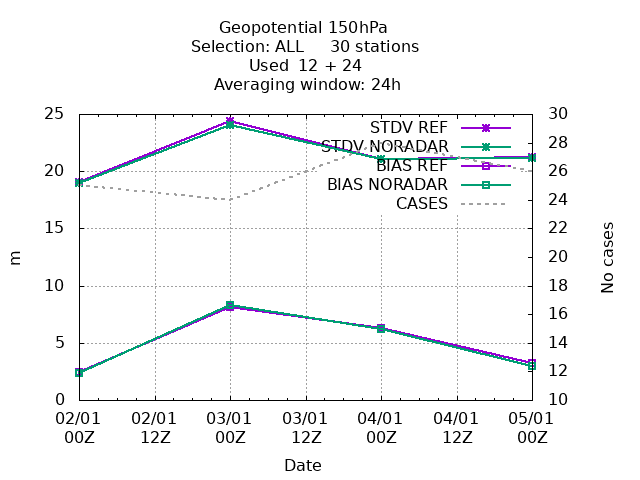 Geopotential 150hPa
Selection: ALL 30 stations
Used 12 + 24
Averaging window: 24h
25 30
STDV REF
28
STDV NORADAR
BIAS REF
20 26
BIAS NORADAR
24
CASES
15 22
20
10 18
16
5 14
12
0 10
m
No cases
02/01 02/01 03/01 03/01 04/01 04/01 05/01
00Z 12Z 00Z 12Z 00Z 12Z 00Z
Date